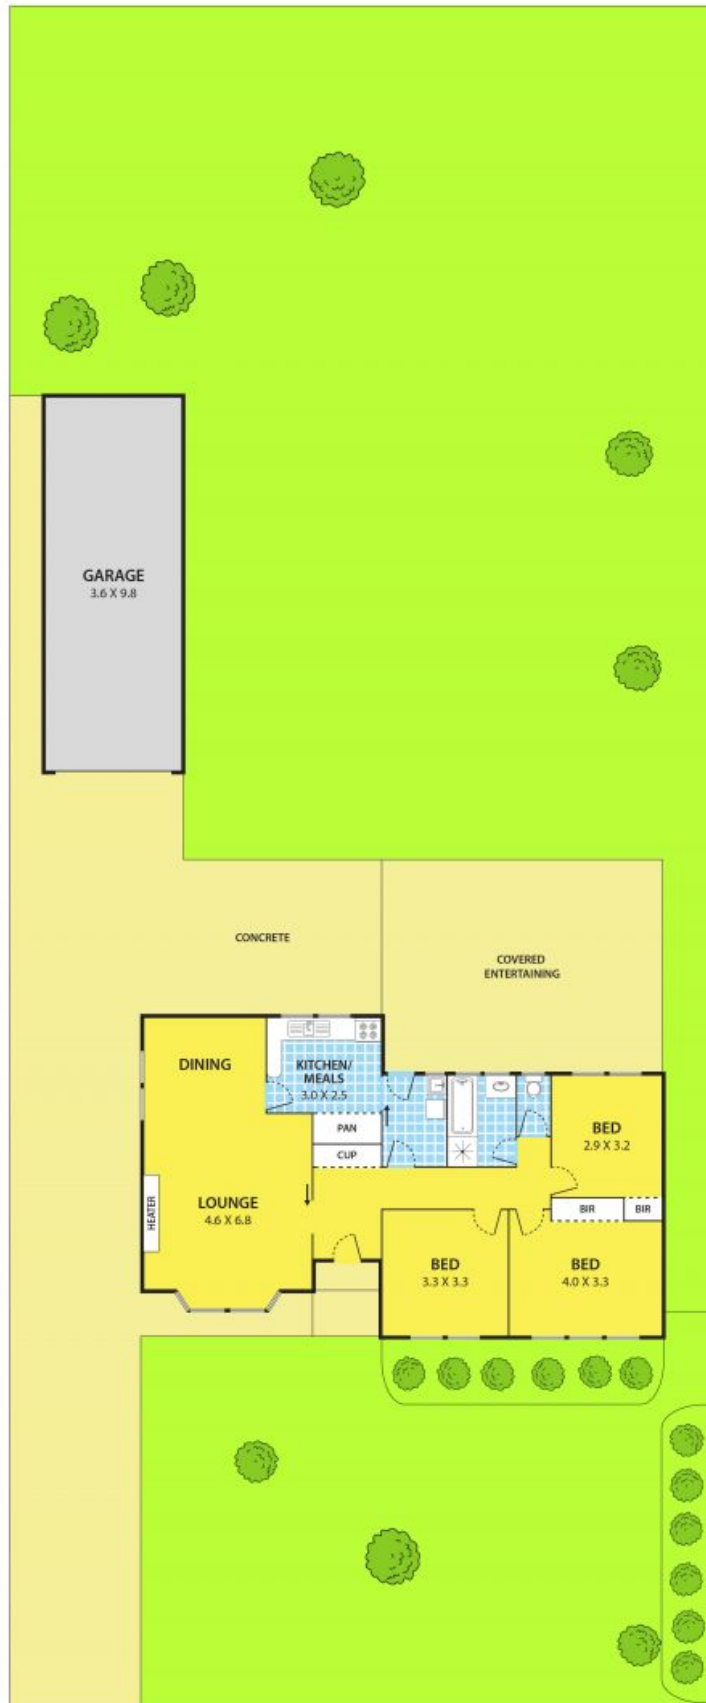 GARAGE
3.6 X 9.8
CONCRETE
COVERED
ENTERTAINING
DINING
KITCHEN/
MEALS
3.0 X 2.5
PAN
CUP
BED
2.9 X 3.2
HEATER
LOUNGE
4.6 X 6.8
BIR
BIR
BED
3.3 X 3.3
BED
4.0 X 3.3